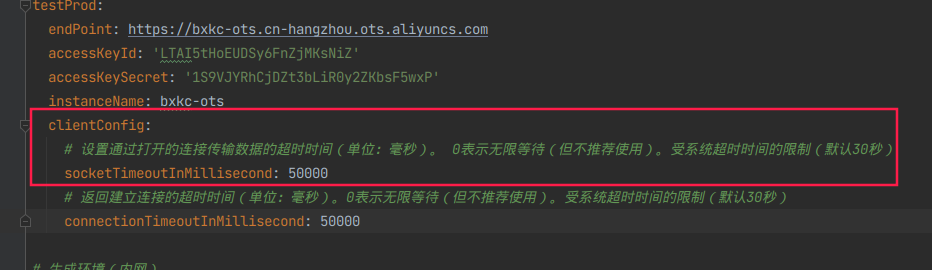 testProd:
endPoint: https://bxkc-ots.cn-hangzhou.ots.aliyuncs.com
accessKeyId: 'LTAI5tHoEUDSy6FnZjMKsNiZ'
accessKeySecret: '1S9VJYRhCjDZt3bLiR0y2ZKbsF5wxP'
instanceName: bxkc-ots
clientConfig:
# 设置通过打开的连接传输数据的超时时间（单位：毫秒）。 0表示无限等待（但不推荐使用）。受系统超时时间的限制（默认30秒）
socketTimeoutInMillisecond: 50000
# 返回建立连接的超时时间（单位：毫秒）。0表示无限等待（但不推荐使用）。受系统超时时间的限制（默认30秒）
connectionTimeoutInMillisecond: 50000
# 生成环境（内网）